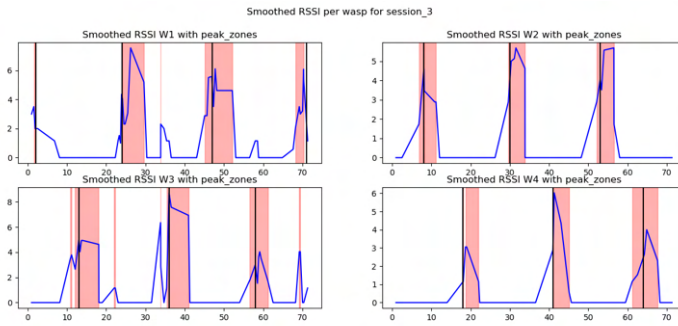 Smoothed RSSI per wasp for session_3
Smoothed RSSI W1 with peak_zones
Smoothed RSSI W2 with peak_zones
6
4
2
0
0 10 20 30 40 50 60 70
5
4
3
2
1
0
0 10 20 30 40 50 60 70
Smoothed RSSI W3 with peak_zones
Smoothed RSSI W4 with peak_zones
8
6
4
2
0
0 10 20 30 40 50 60 70
6
5
4
3
2
1
0
0 10 20 30 40 50 60 70